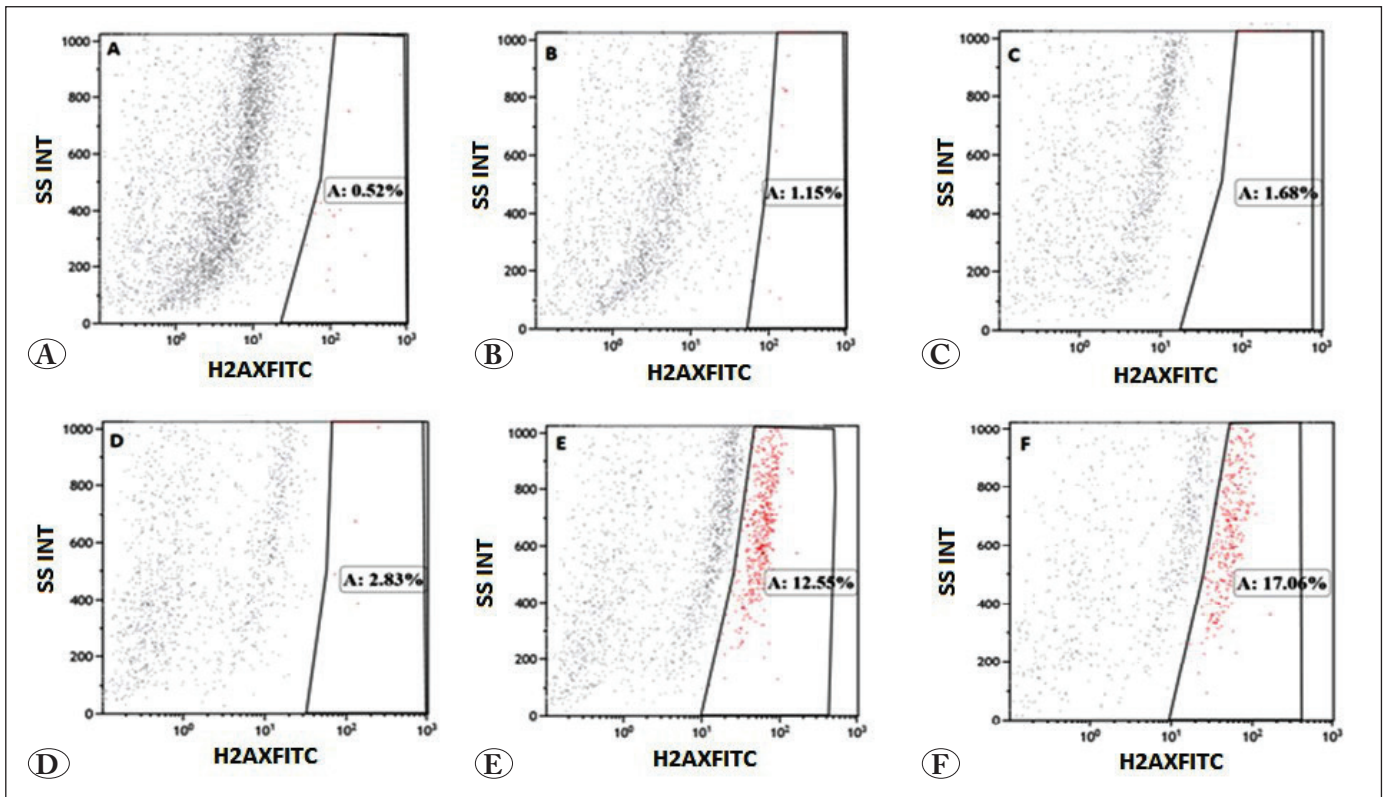 A
1000
800
600
400
200
0
SS INT
A: 0.52%
10⁰ 10¹ 10² 10³
H2AXFITC
A
B
1000
800
600
400
200
0
SS INT
A: 1.15%
10⁰ 10¹ 10² 10³
H2AXFITC
B
C
1000
800
600
400
200
0
SS INT
A: 1.68%
10⁰ 10¹ 10² 10³
H2AXFITC
C
D
1000
800
600
400
200
0
SS INT
A: 2.83%
10⁰ 10¹ 10² 10³
H2AXFITC
D
E
1000
800
600
400
200
0
SS INT
A: 12.55%
10⁰ 10¹ 10² 10³
H2AXFITC
E
F
1000
800
600
400
200
0
SS INT
A: 17.06%
10⁰ 10¹ 10² 10³
H2AXFITC
F